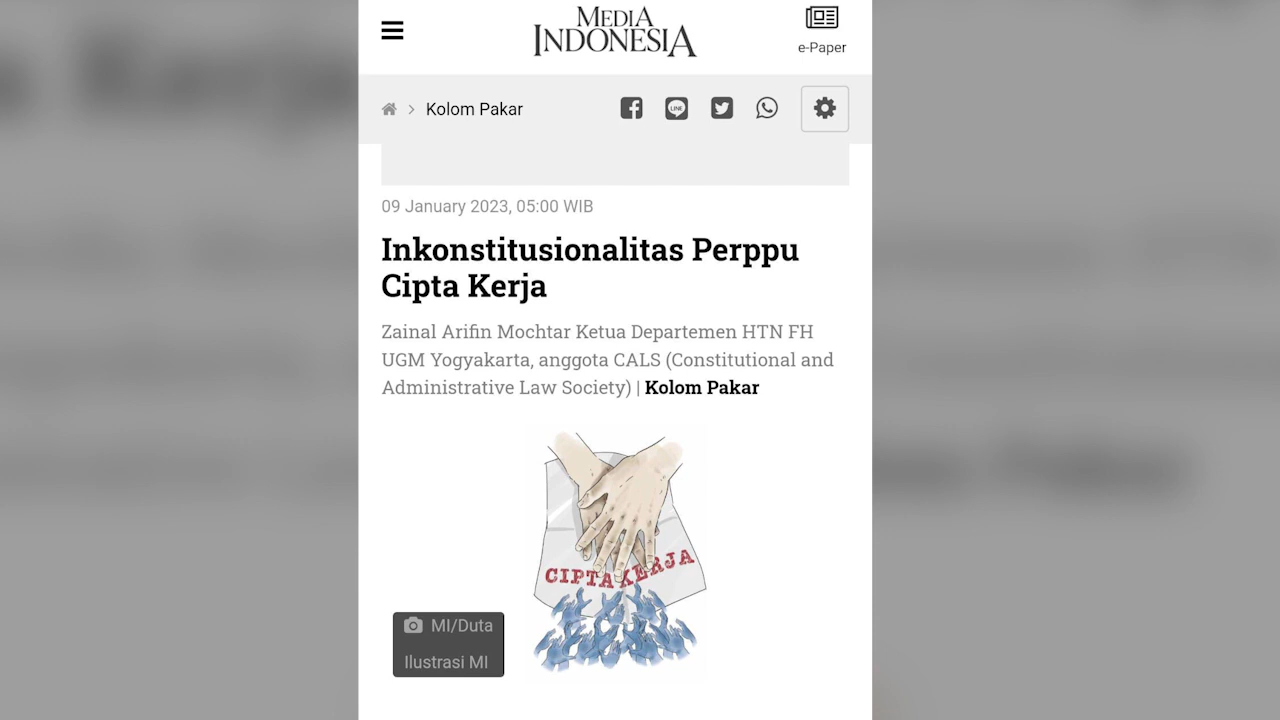 MEDIA
INDONESIA
e-Paper
Kolom Pakar
LINE
09 January 2023, 05:00 WIB
Inkonstitusionalitas Perppu
Cipta Kerja
Zainal Arifin Mochtar Ketua Departemen HTN FH
UGM Yogyakarta, anggota CALS (Constitutional and
Administrative Law Society) | Kolom Pakar
CIPTA KERJA
MI/Duta
Ilustrasi MI